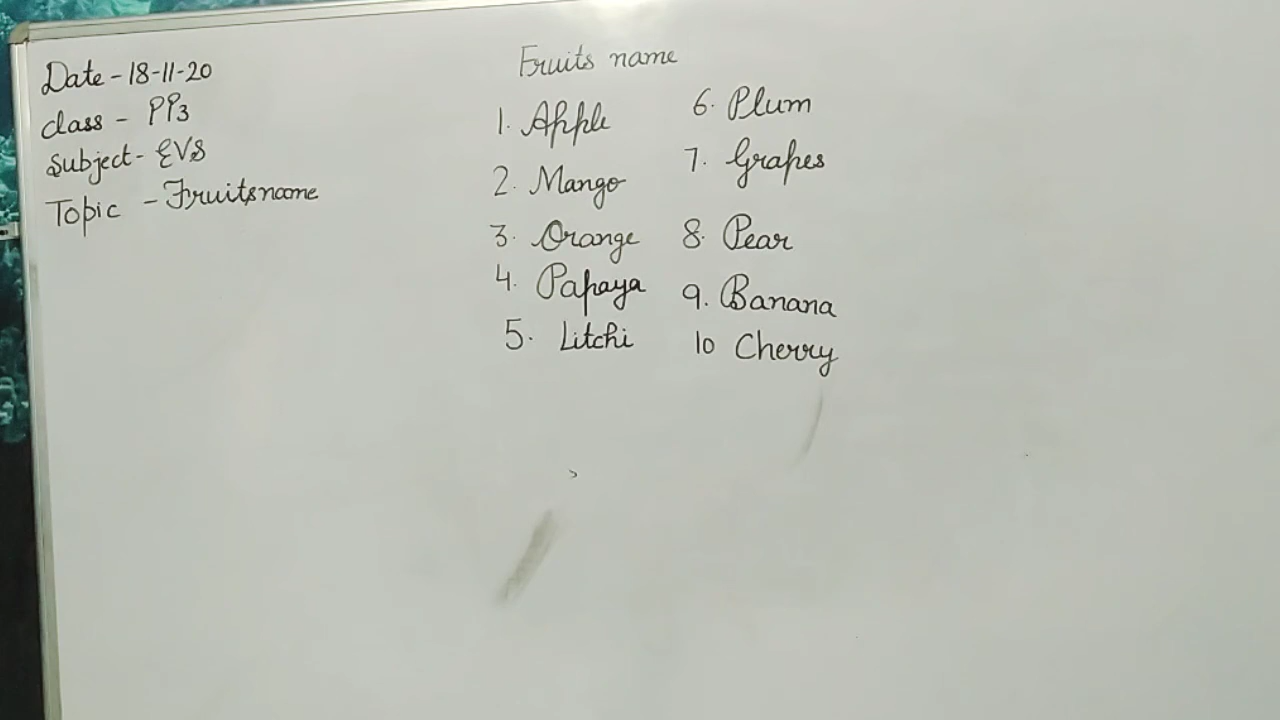 Date - 18-11-20
class - PP3
Subject - EVS
Topic - Fruitsname
Fruits name
1. Apple
2. Mango
3. Orange
4. Papaya
5. Litchi
6. Plum
7. Grapes
8. Pear
9. Banana
10 Cherry